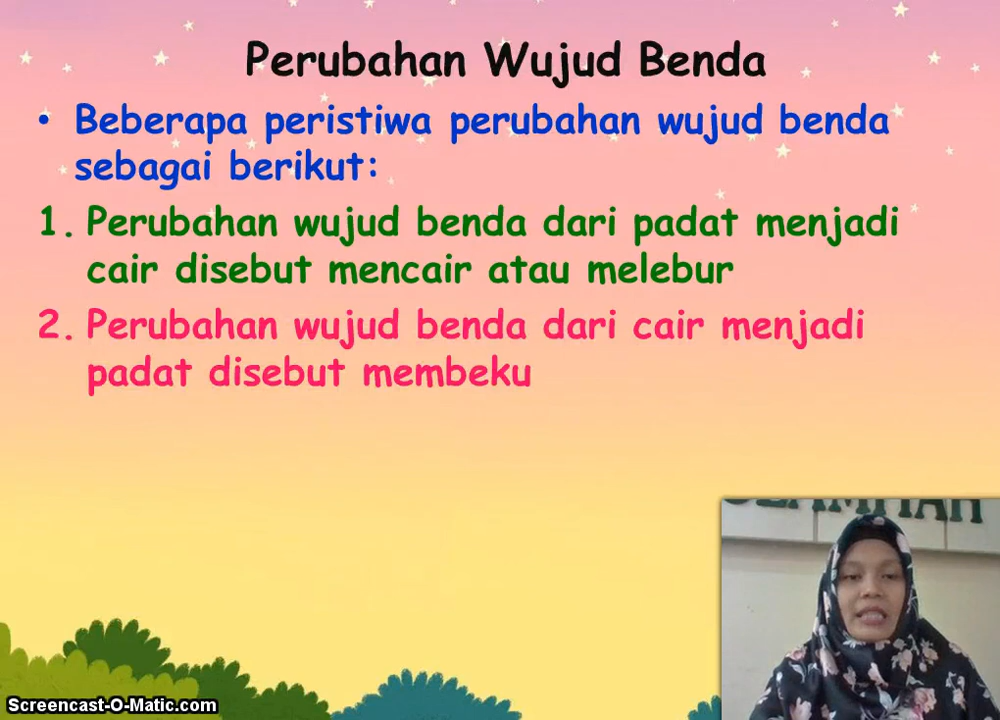 Perubahan Wujud Benda
• Beberapa peristiwa perubahan wujud benda
sebagai berikut:
1. Perubahan wujud benda dari padat menjadi
cair disebut mencair atau melebur
2. Perubahan wujud benda dari cair menjadi
padat disebut membeku
Screencast-O-Matic.com